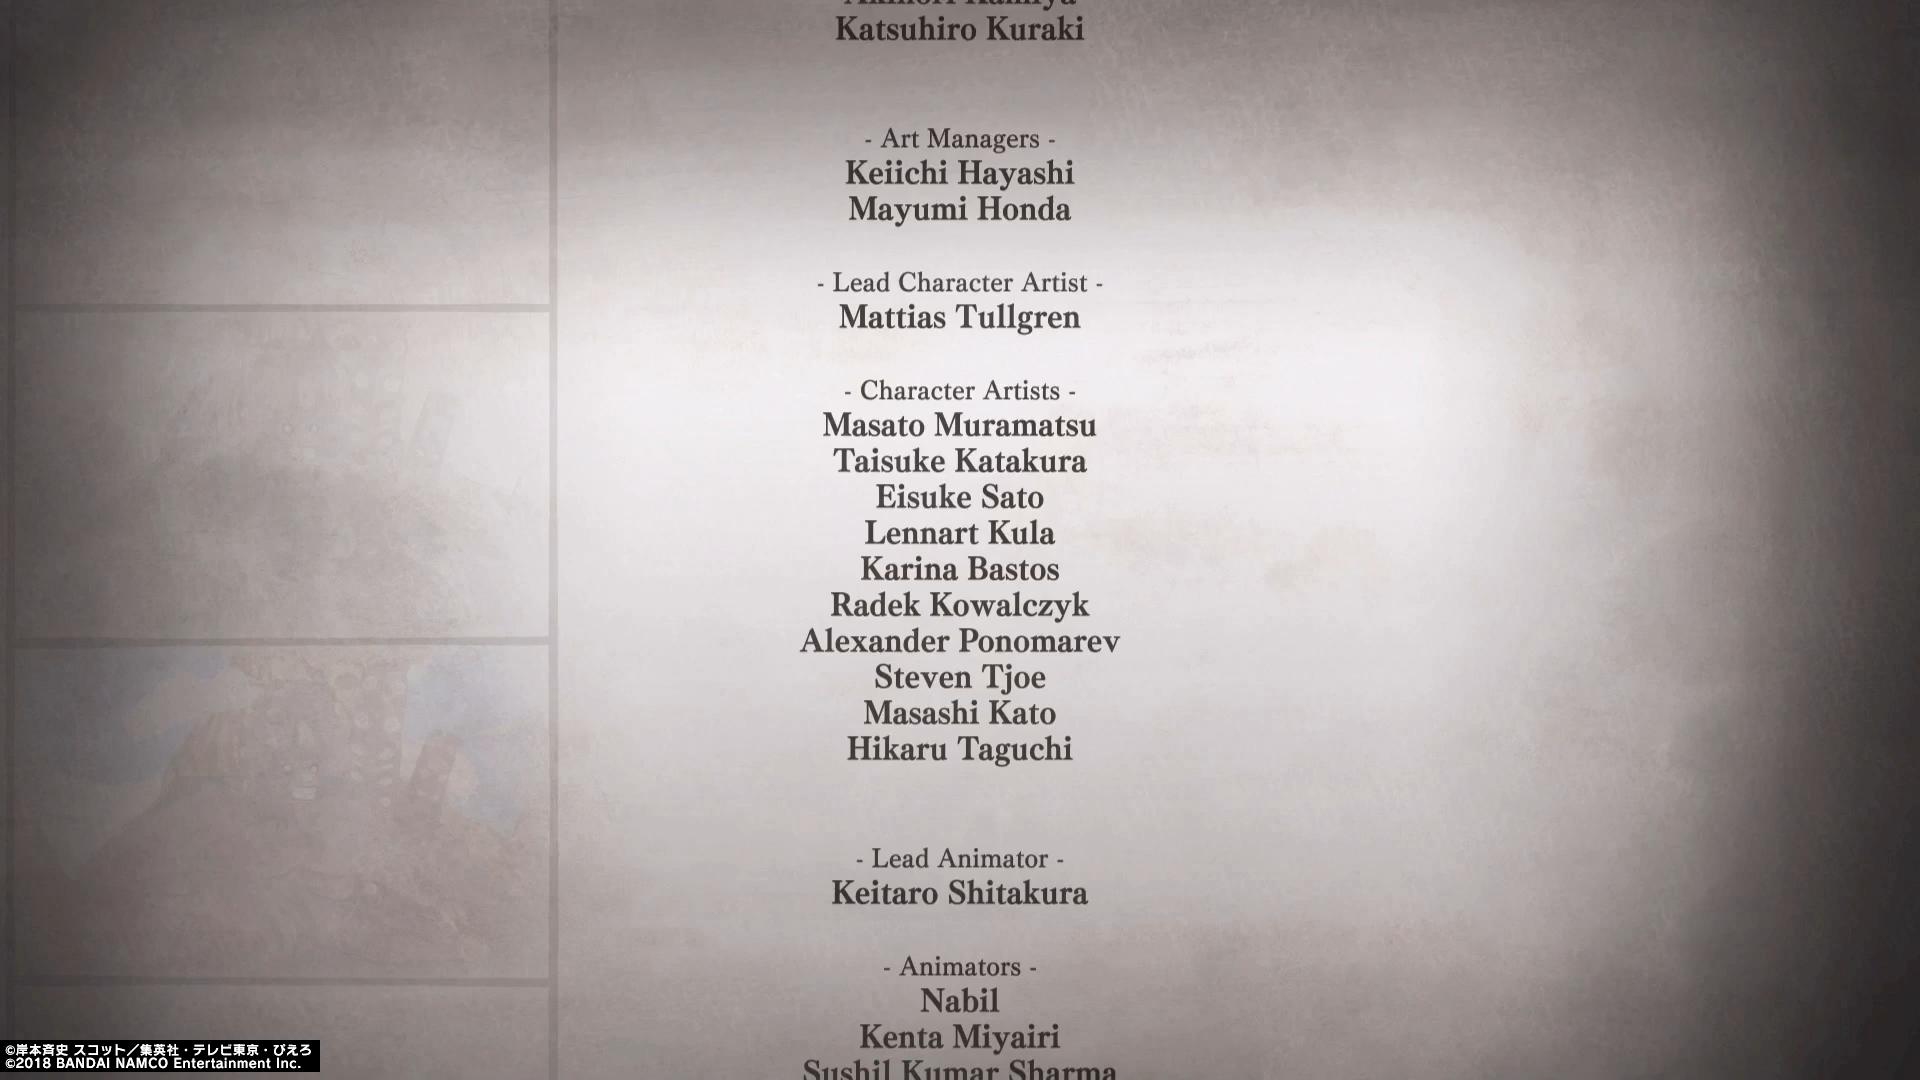 Katsuhiro Kuraki
- Art Managers -
Keiichi Hayashi
Mayumi Honda
- Lead Character Artist -
Mattias Tullgren
- Character Artists -
Masato Muramatsu
Taisuke Katakura
Eisuke Sato
Lennart Kula
Karina Bastos
Radek Kowalczyk
Alexander Ponomarev
Steven Tjoe
Masashi Kato
Hikaru Taguchi
- Lead Animator -
Keitaro Shitakura
- Animators -
Nabil
Kenta Miyairi
Sushil Kumar Sharma
©岸本斉史 スコット／集英社・テレビ東京・ぴえろ
©2018 BANDAI NAMCO Entertainment Inc.